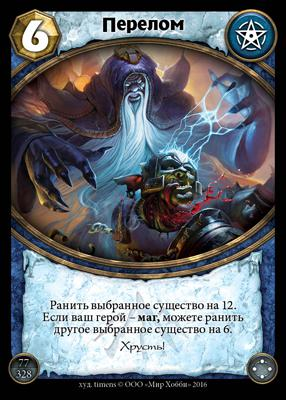 6
Перелом
Ранить выбранное существо на 12.
Если ваш герой – маг, можете ранить
другое выбранное существо на 6.
Хрусть!
77
328
худ. timens © ООО «Мир Хобби» 2016